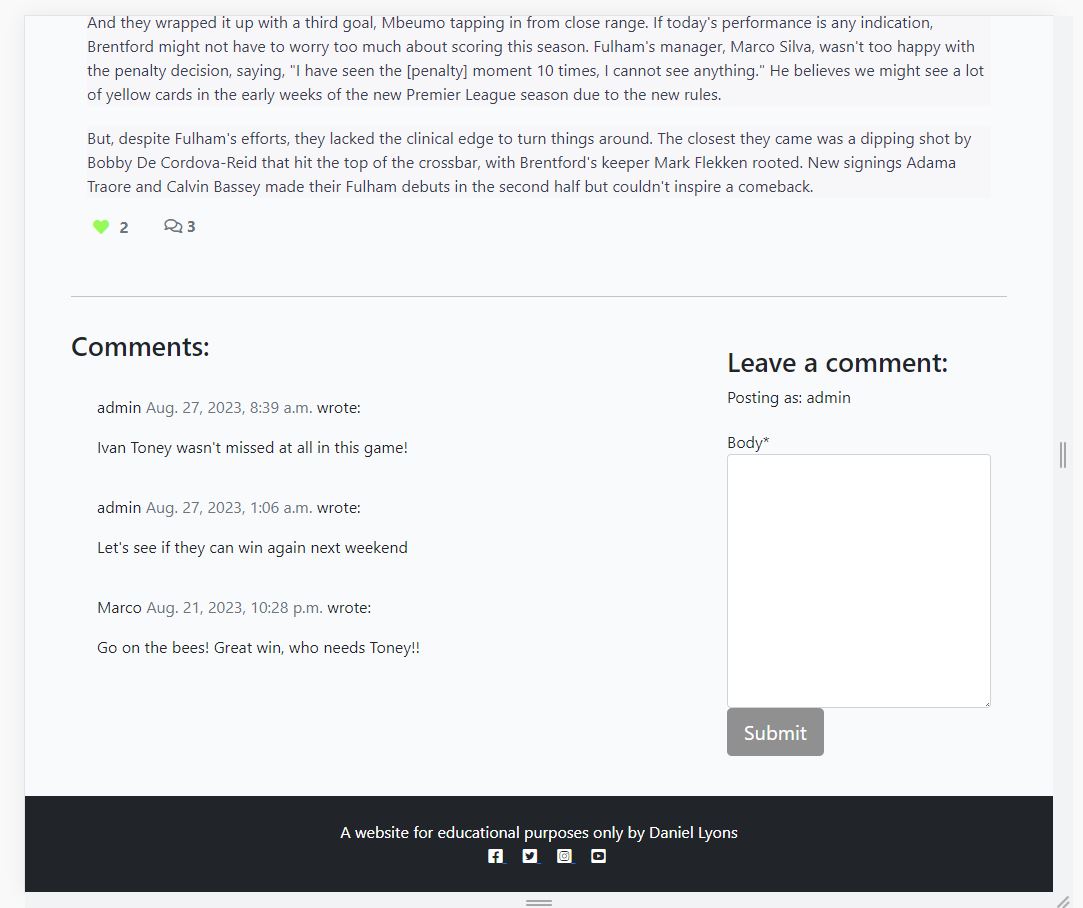 And they wrapped it up with a third goal, Mbeumo tapping in from close range. If today's performance is any indication,
Brentford might not have to worry too much about scoring this season. Fulham's manager, Marco Silva, wasn't too happy with
the penalty decision, saying, "I have seen the [penalty] moment 10 times, I cannot see anything." He believes we might see a lot
of yellow cards in the early weeks of the new Premier League season due to the new rules.
But, despite Fulham's efforts, they lacked the clinical edge to turn things around. The closest they came was a dipping shot by
Bobby De Cordova-Reid that hit the top of the crossbar, with Brentford's keeper Mark Flekken rooted. New signings Adama
Traore and Calvin Bassey made their Fulham debuts in the second half but couldn't inspire a comeback.
2 3
Comments:
admin Aug. 27, 2023, 8:39 a.m. wrote:
Ivan Toney wasn't missed at all in this game!
admin Aug. 27, 2023, 1:06 a.m. wrote:
Let's see if they can win again next weekend
Marco Aug. 21, 2023, 10:28 p.m. wrote:
Go on the bees! Great win, who needs Toney!!
Leave a comment:
Posting as: admin
Body*
Submit
A website for educational purposes only by Daniel Lyons